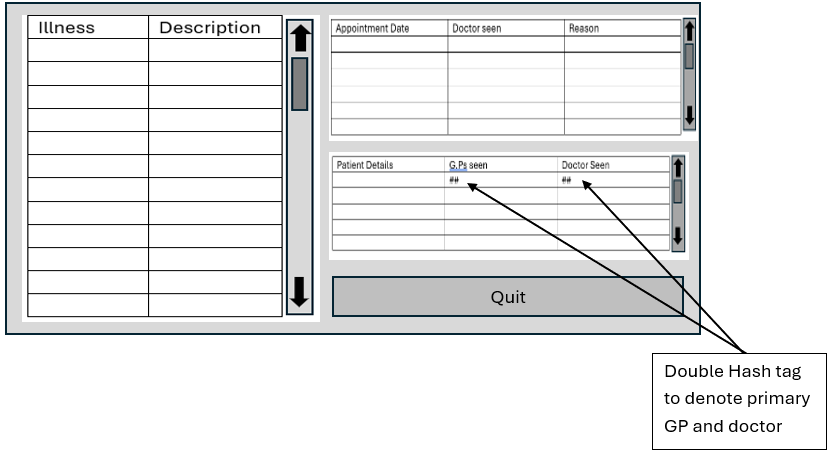 Illness Description
Appointment Date Doctor seen Reason
Patient Details G.Ps seen Doctor Seen
## ##
Quit
Double Hash tag
to denote primary
GP and doctor